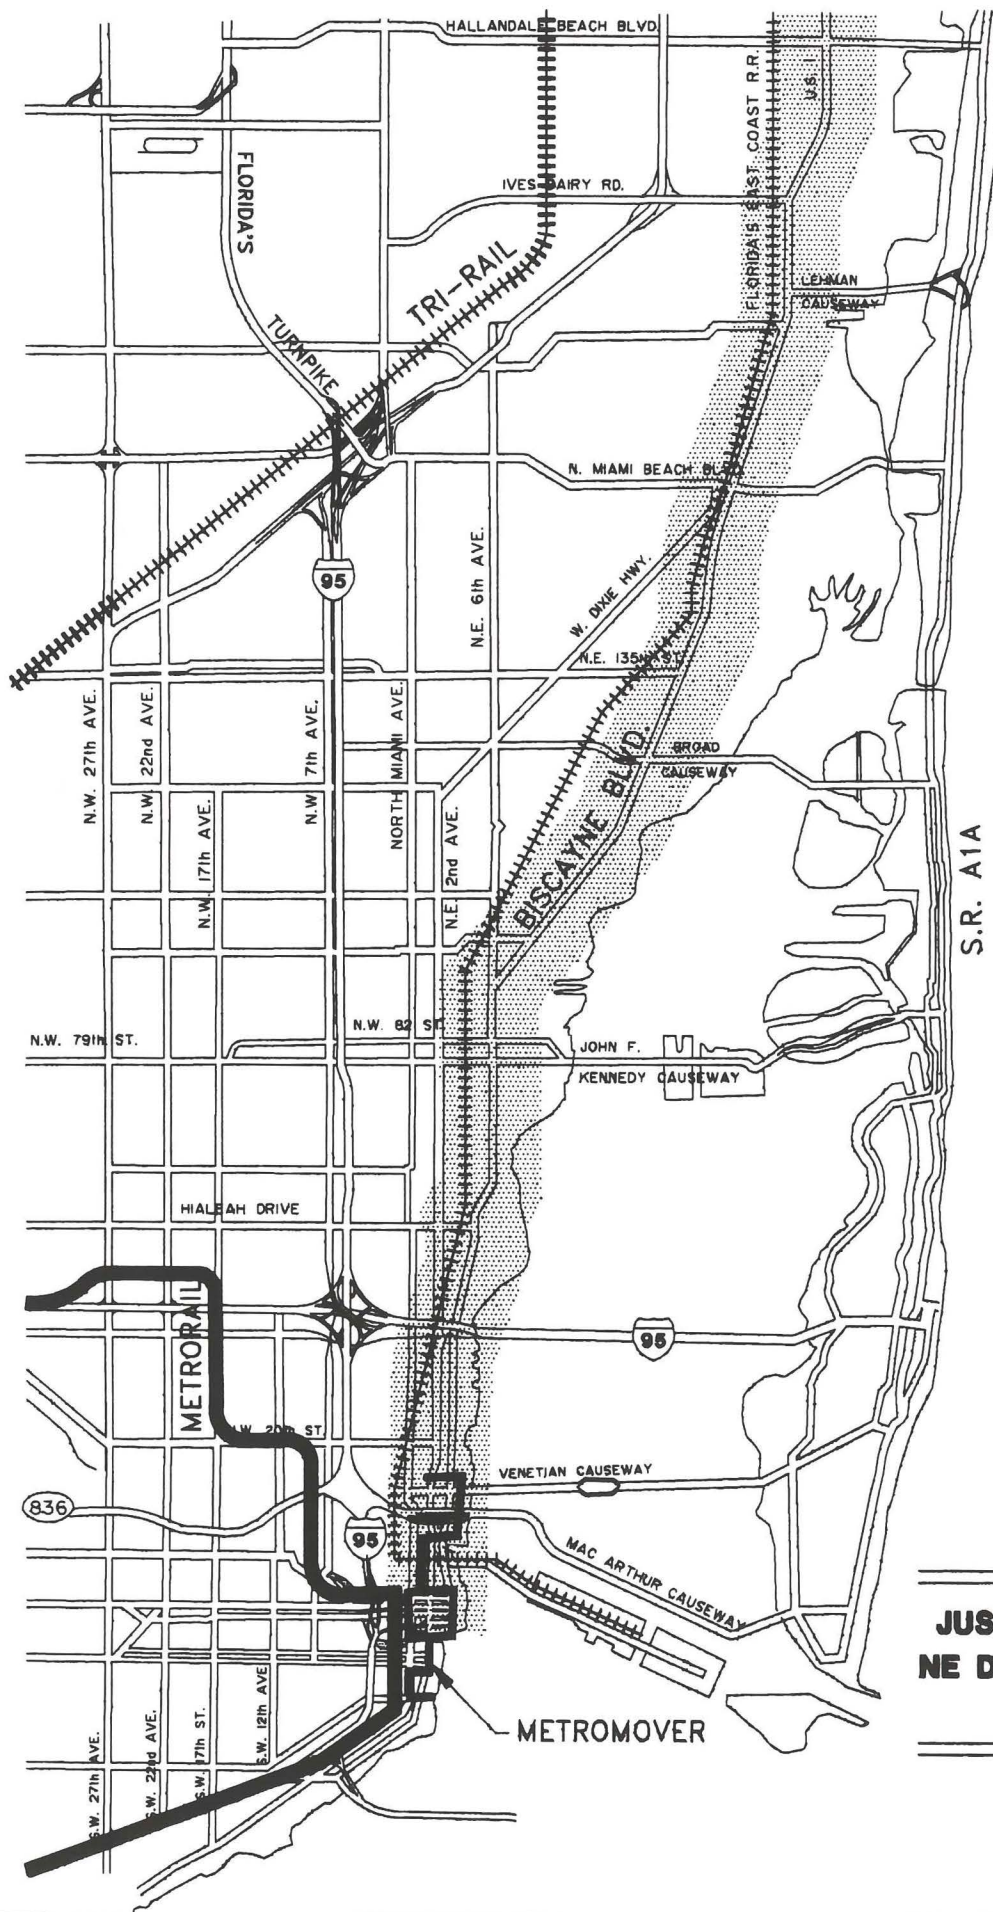 HALLANDALE BEACH BLVD.
FLORIDA'S EAST COAST R.R.
U.S. 1
FLORIDA'S
TURNPIKE
IVES DAIRY RD.
TRI-RAIL
LEHMAN
CAUSEWAY
N. MIAMI BEACH BLVD.
95
N.E. 6th AVE.
W. DIXIE HWY.
N.E. 135th ST.
N.W. 27th AVE.
N.W. 22nd AVE.
N.W. 17th AVE.
N.W. 7th AVE.
NORTH MIAMI AVE.
N.E. 2nd AVE.
BISCAYNE BLVD.
BROAD
CAUSEWAY
S.R. A1A
N.W. 79th ST.
N.W. 82 ST.
JOHN F.
KENNEDY CAUSEWAY
HIALEAH DRIVE
METRORAIL
95
N.W. 20th ST.
VENETIAN CAUSEWAY
836
95
MAC ARTHUR CAUSEWAY
JUS
NE D
METROMOVER
S.W. 27th AVE.
S.W. 22nd AVE.
S.W. 17th ST.
S.W. 12th AVE